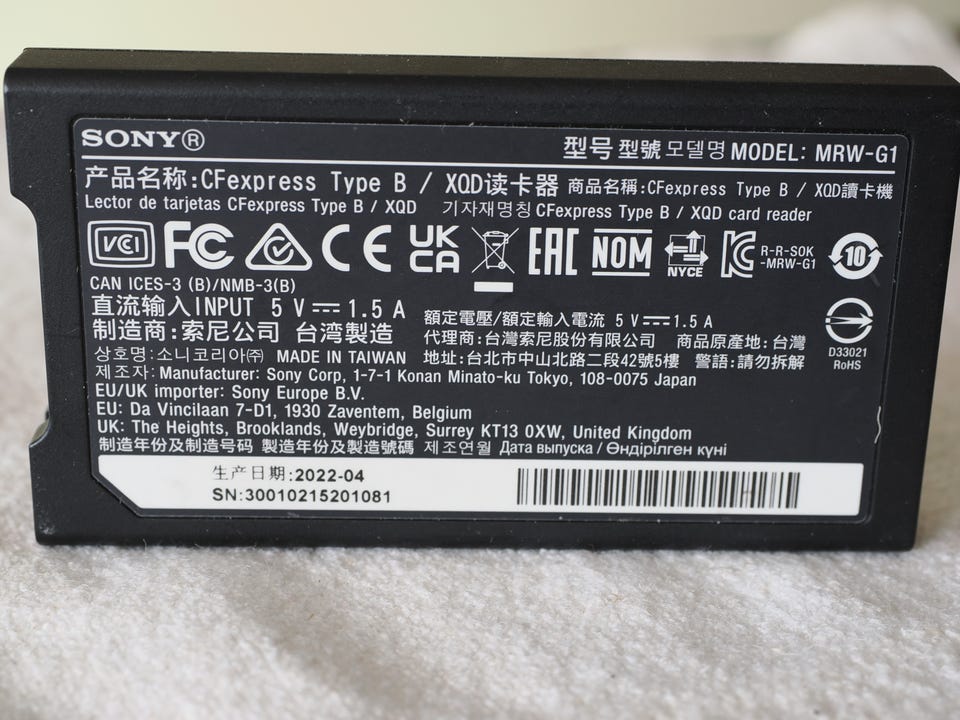 SONY® 型号 型號 모델명 MODEL: MRW-G1
产品名称:CFexpress Type B / XQD读卡器 商品名稱:CFexpress Type B / XQD讀卡機
Lector de tarjetas CFexpress Type B / XQD 기자재명칭 CFexpress Type B / XQD card reader
VCI FC CE UK CA EAC NOM NYCE KC R-R-SOK -MRW-G1 10
CAN ICES-3 (B)/NMB-3(B)
直流输入INPUT 5 V⎓1.5 A
制造商:索尼公司 台湾製造
额定電壓/額定輸入電流 5 V⎓1.5 A
代理商:台灣索尼股份有限公司 商品原產地:台灣
地址:台北市中山北路二段42號5樓 警語:請勿拆解
D33021
RoHS
상호명:소니코리아㈜ MADE IN TAIWAN
제조자:Manufacturer: Sony Corp, 1-7-1 Konan Minato-ku Tokyo, 108-0075 Japan
EU/UK importer: Sony Europe B.V.
EU: Da Vincilaan 7-D1, 1930 Zaventem, Belgium
UK: The Heights, Brooklands, Weybridge, Surrey KT13 0XW, United Kingdom
制造年份及制造号码 製造年份及製造號碼 제조연월 Дата выпуска / Өндірілген күні
生产日期:2022-04
SN:30010215201081